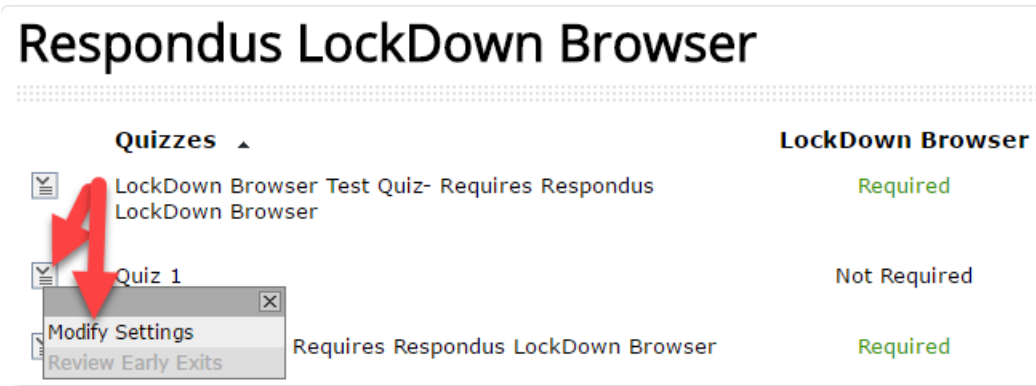 Respondus LockDown Browser
Quizzes LockDown Browser
LockDown Browser Test Quiz- Requires Respondus Required
LockDown Browser
Quiz 1 Not Required
Modify Settings
Requires Respondus LockDown Browser Required
Review Early Exits